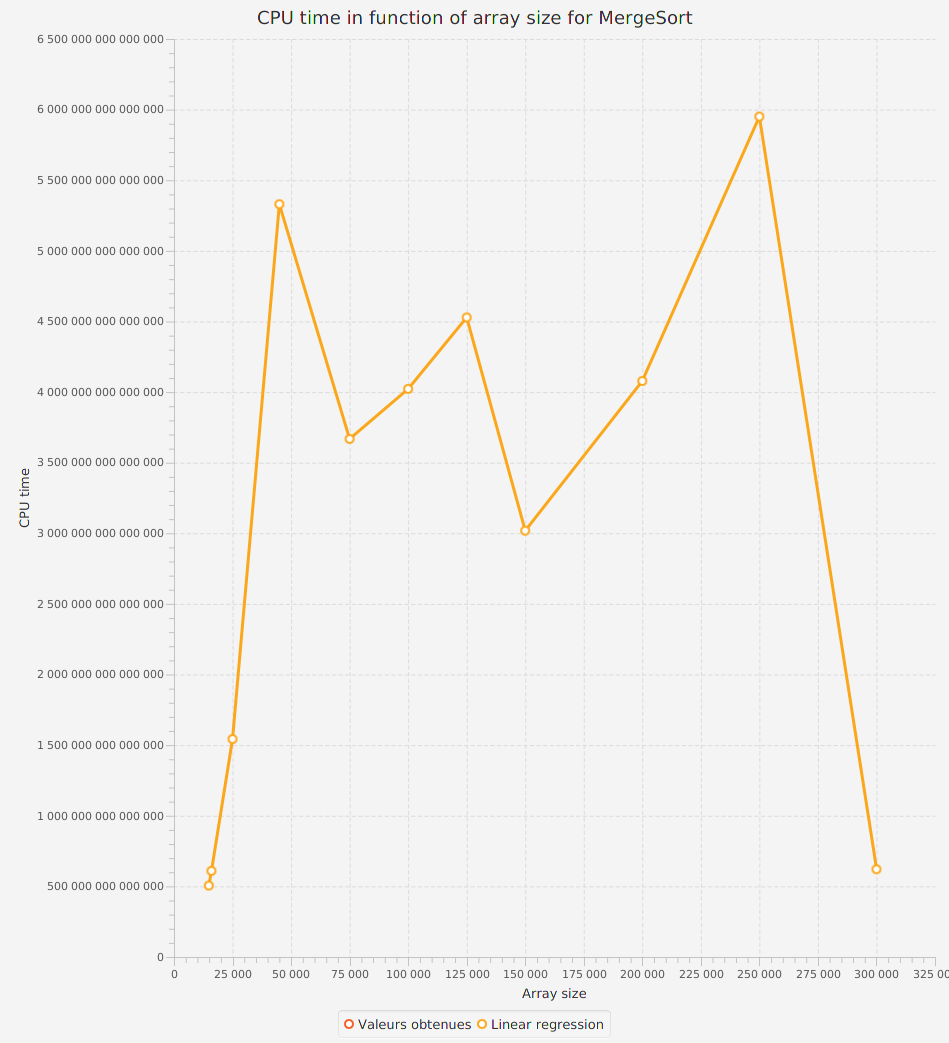 CPU time in function of array size for MergeSort
6 500 000 000 000 000
6 000 000 000 000 000
5 500 000 000 000 000
5 000 000 000 000 000
4 500 000 000 000 000
4 000 000 000 000 000
3 500 000 000 000 000
3 000 000 000 000 000
2 500 000 000 000 000
2 000 000 000 000 000
1 500 000 000 000 000
1 000 000 000 000 000
500 000 000 000 000
0
CPU time
0 25 000 50 000 75 000 100 000 125 000 150 000 175 000 200 000 225 000 250 000 275 000 300 000 325 0
Array size
Valeurs obtenues Linear regression